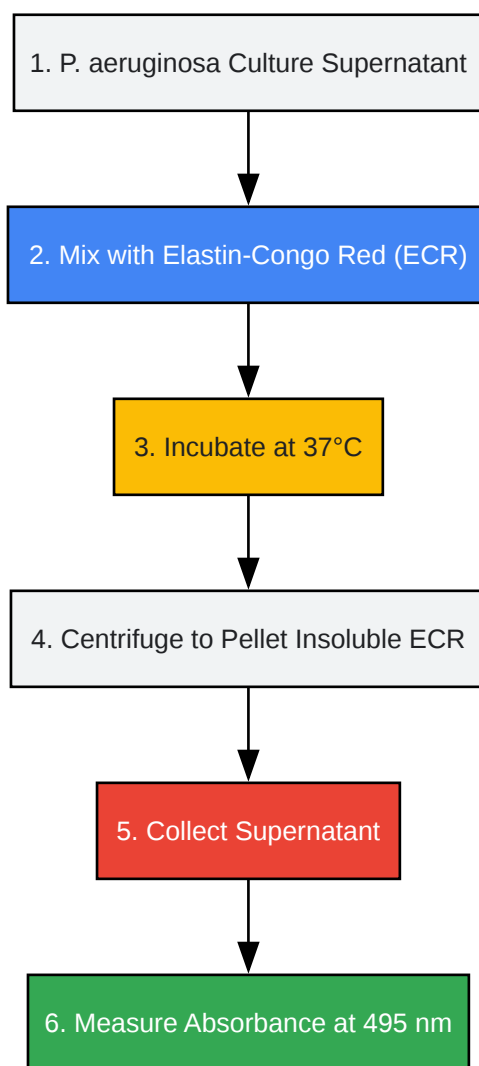 1. P. aeruginosa Culture Supernatant
2. Mix with Elastin-Congo Red (ECR)
3. Incubate at 37°C
4. Centrifuge to Pellet Insoluble ECR
5. Collect Supernatant
6. Measure Absorbance at 495 nm